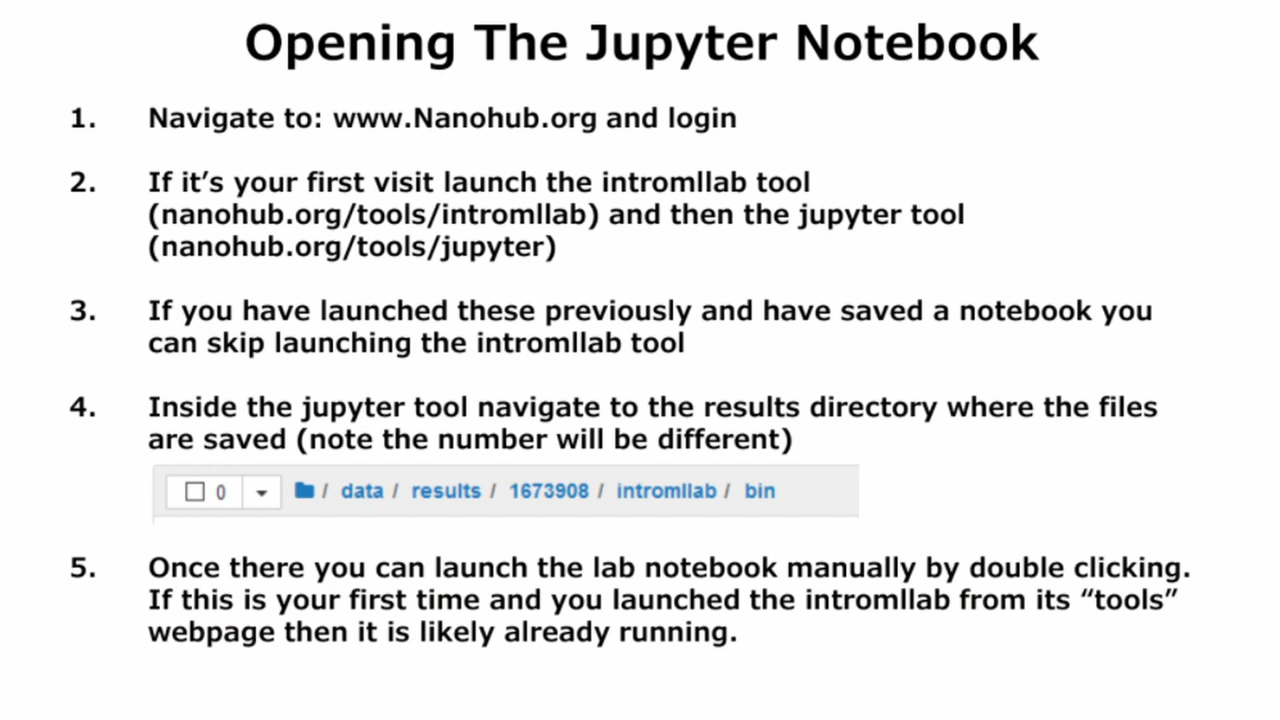 Opening The Jupyter Notebook
1. Navigate to: www.Nanohub.org and login
2. If it’s your first visit launch the intromllab tool
(nanohub.org/tools/intromllab) and then the jupyter tool
(nanohub.org/tools/jupyter)
3. If you have launched these previously and have saved a notebook you
can skip launching the intromllab tool
4. Inside the jupyter tool navigate to the results directory where the files
are saved (note the number will be different)
0 / data / results / 1673908 / intromllab / bin
5. Once there you can launch the lab notebook manually by double clicking.
If this is your first time and you launched the intromllab from its “tools”
webpage then it is likely already running.